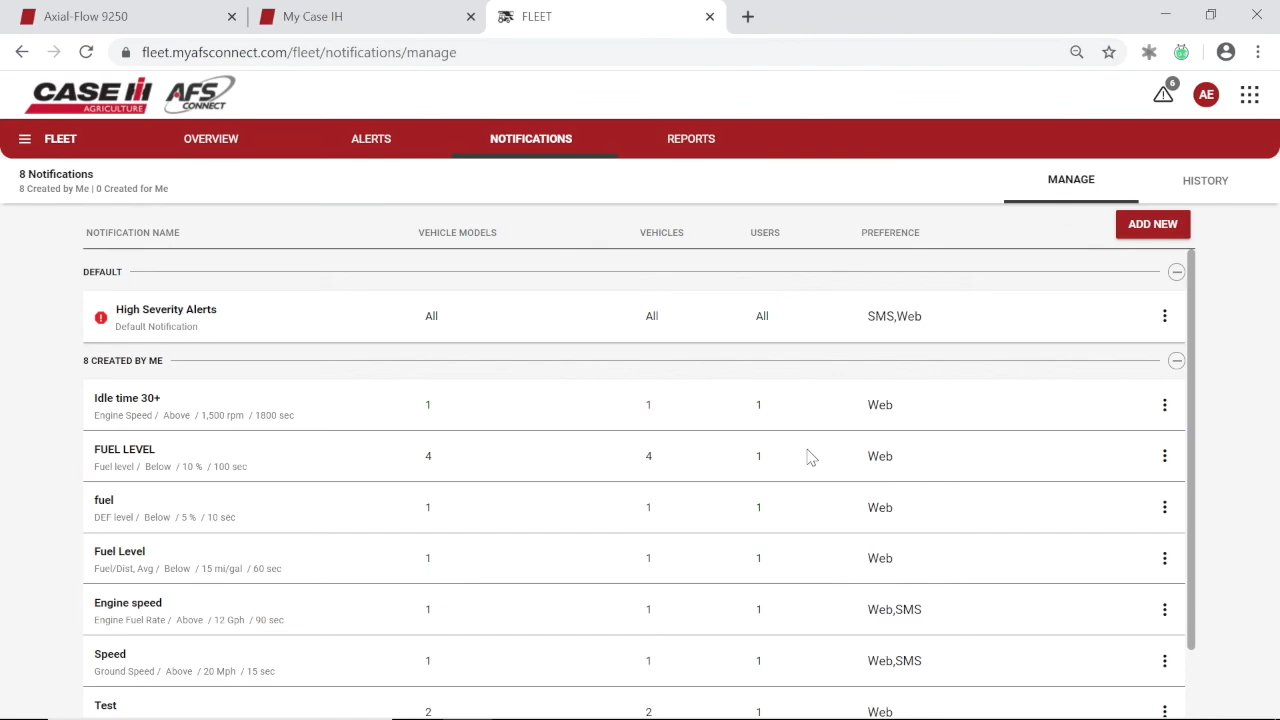 Axial-Flow 9250
My Case IH
FLEET
fleet.myafsconnect.com/fleet/notifications/manage
CASE IH
AGRICULTURE
AFS
CONNECT
6
AE
FLEET
OVERVIEW
ALERTS
NOTIFICATIONS
REPORTS
8 Notifications
8 Created by Me | 0 Created for Me
MANAGE
HISTORY
NOTIFICATION NAME VEHICLE MODELS VEHICLES USERS PREFERENCE
ADD NEW
DEFAULT
High Severity Alerts
Default Notification
All All All SMS,Web
8 CREATED BY ME
Idle time 30+
Engine Speed / Above / 1,500 rpm / 1800 sec
1 1 1 Web
FUEL LEVEL
Fuel level / Below / 10 % / 100 sec
4 4 1 Web
fuel
DEF level / Below / 5 % / 10 sec
1 1 1 Web
Fuel Level
Fuel/Dist, Avg / Below / 15 mi/gal / 60 sec
1 1 1 Web
Engine speed
Engine Fuel Rate / Above / 12 Gph / 90 sec
1 1 1 Web,SMS
Speed
Ground Speed / Above / 20 Mph / 15 sec
1 1 1 Web,SMS
Test
2 2 1 Web